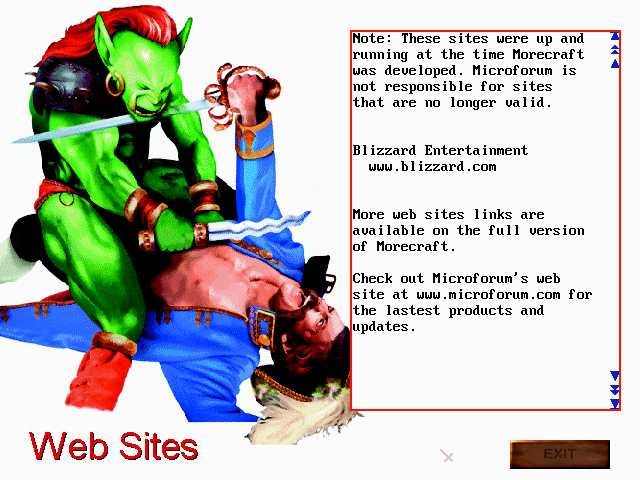 Note: These sites were up and
running at the time Morecraft
was developed. Microforum is
not responsible for sites
that are no longer valid.
Blizzard Entertainment
www.blizzard.com
More web sites links are
available on the full version
of Morecraft.
Check out Microforum's web
site at www.microforum.com for
the lastest products and
updates.
Web Sites
EXIT